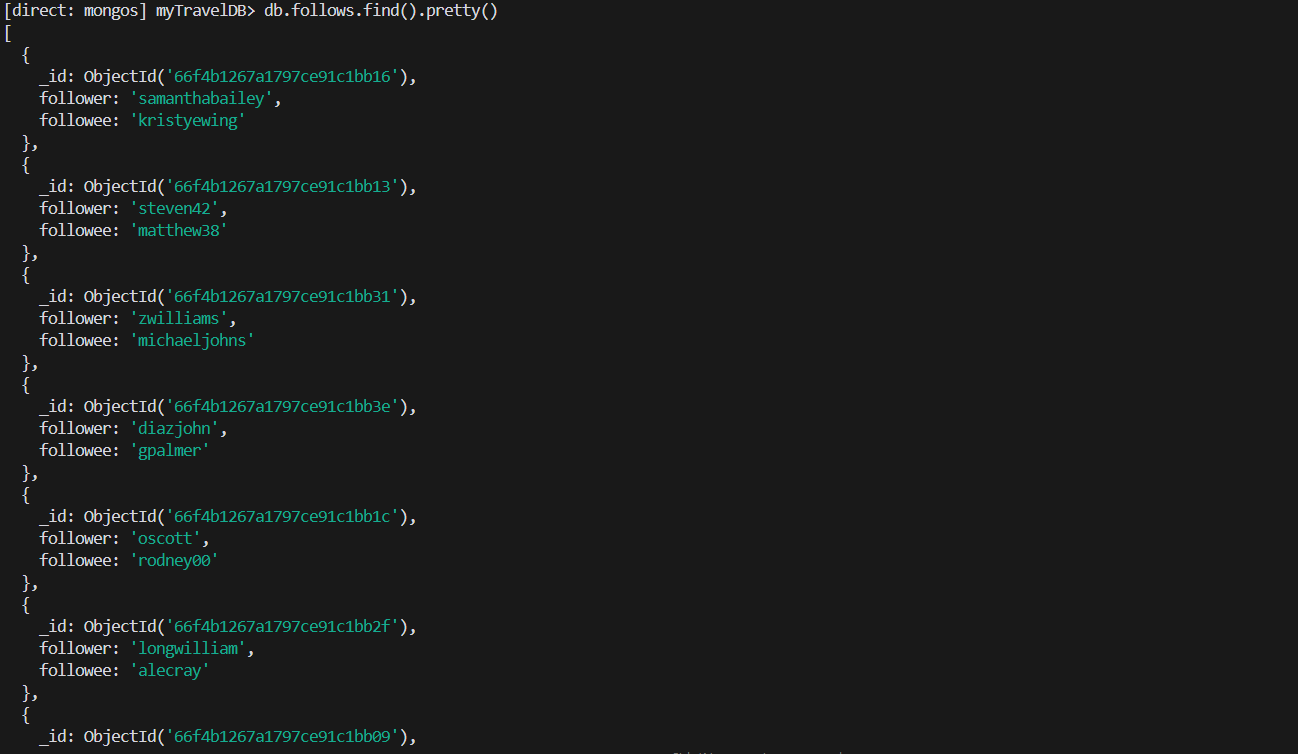 [direct: mongos] myTravelDB> db.follows.find().pretty()
[
  {
    _id: ObjectId('66f4b1267a1797ce91c1bb16'),
    follower: 'samanthabailey',
    followee: 'kristyewing'
  },
  {
    _id: ObjectId('66f4b1267a1797ce91c1bb13'),
    follower: 'steven42',
    followee: 'matthew38'
  },
  {
    _id: ObjectId('66f4b1267a1797ce91c1bb31'),
    follower: 'zwilliams',
    followee: 'michaeljohns'
  },
  {
    _id: ObjectId('66f4b1267a1797ce91c1bb3e'),
    follower: 'diazjohn',
    followee: 'gpalmer'
  },
  {
    _id: ObjectId('66f4b1267a1797ce91c1bb1c'),
    follower: 'oscott',
    followee: 'rodney00'
  },
  {
    _id: ObjectId('66f4b1267a1797ce91c1bb2f'),
    follower: 'longwilliam',
    followee: 'alecray'
  },
  {
    _id: ObjectId('66f4b1267a1797ce91c1bb09'),